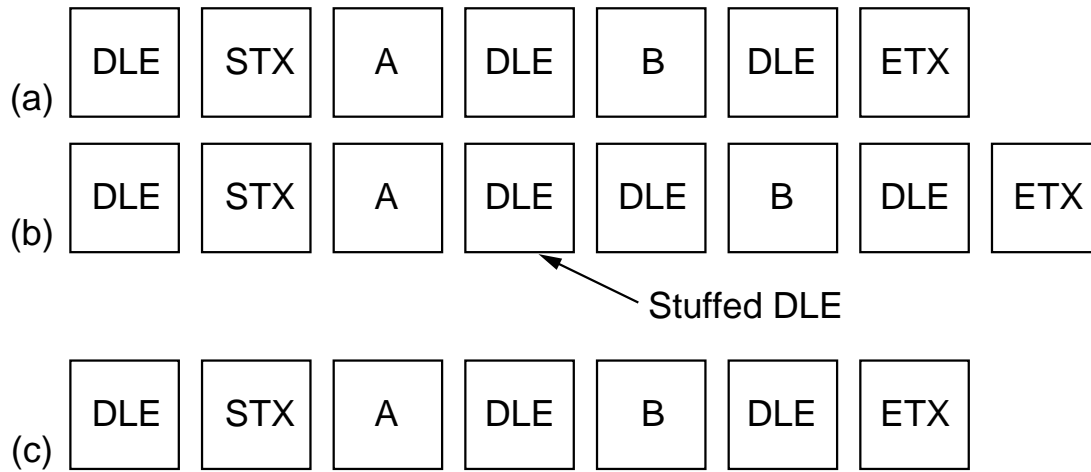 (a) DLE STX A DLE B DLE ETX
(b) DLE STX A DLE DLE B DLE ETX
Stuffed DLE
(c) DLE STX A DLE B DLE ETX